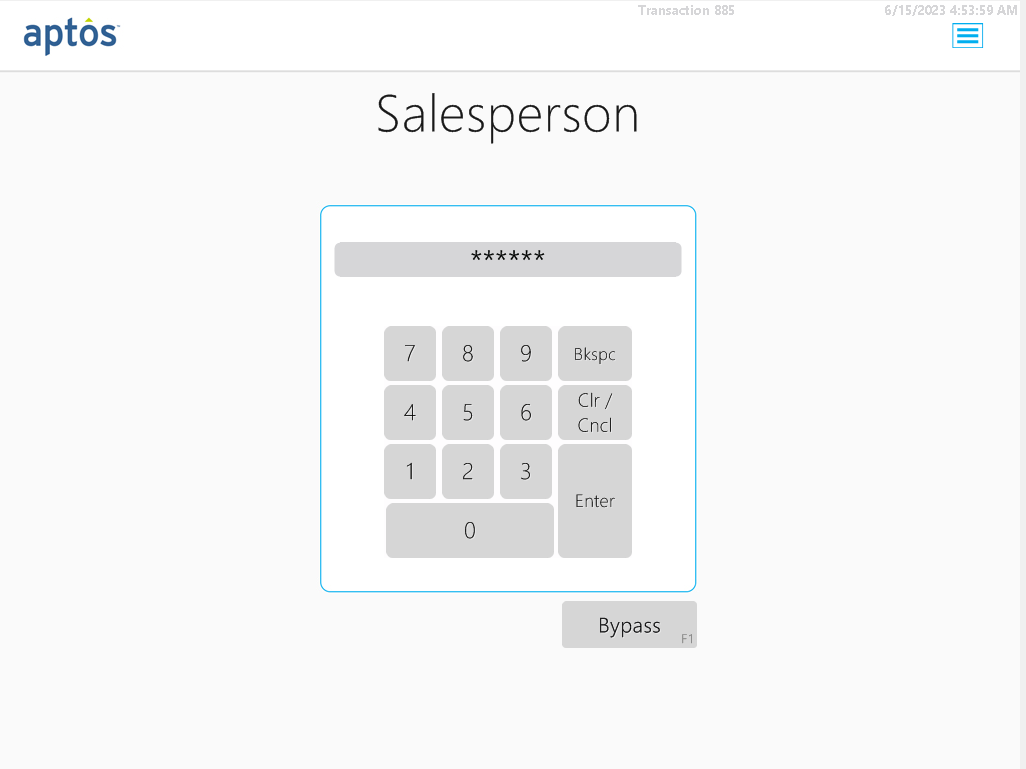 Transaction 885
6/15/2023 4:53:59 AM
aptos
Salesperson
******
7 8 9 Bkspc
4 5 6 Clr /
Cncl
1 2 3
Enter
0
Bypass
F1